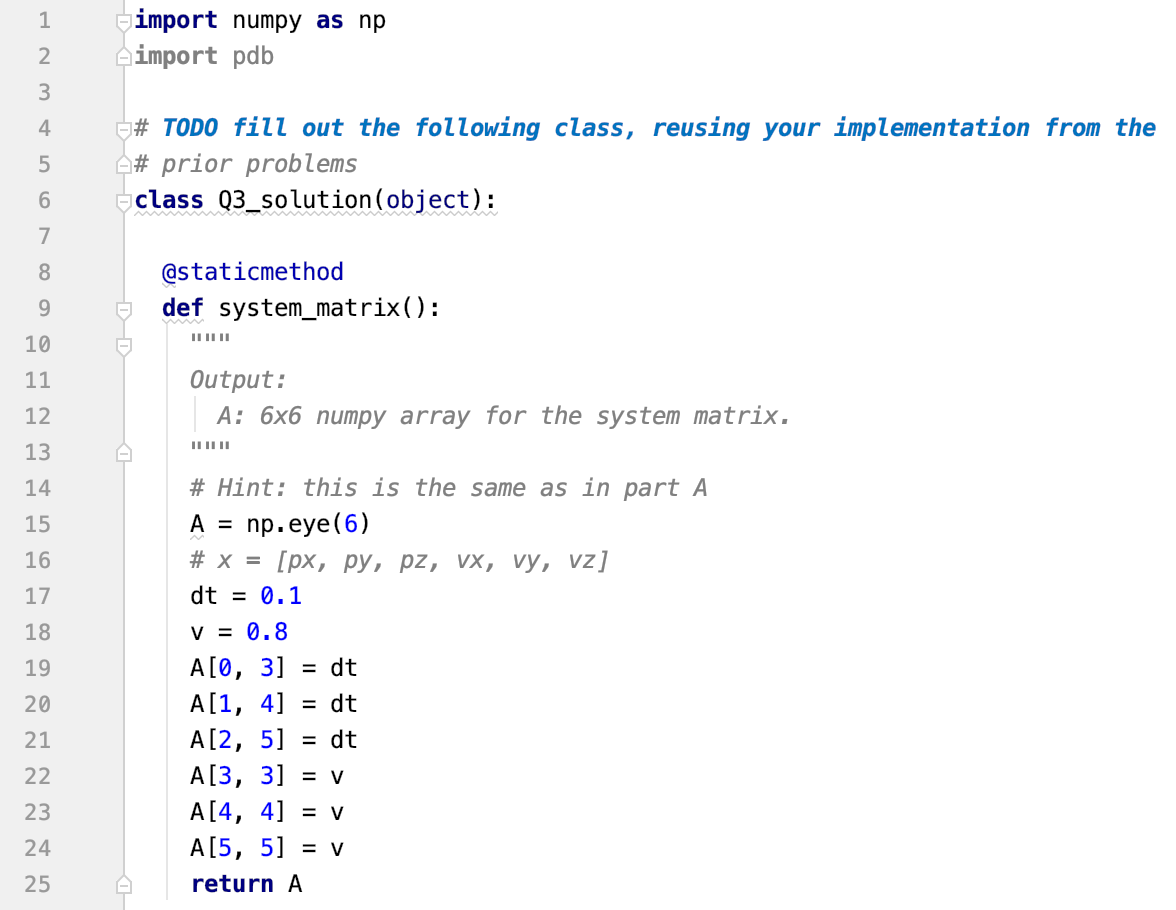 1 import numpy as np
2 import pdb
3
4 # TODO fill out the following class, reusing your implementation from the
5 # prior problems
6 class Q3_solution(object):
7
8   @staticmethod
9   def system_matrix():
10     """
11     Output:
12       A: 6x6 numpy array for the system matrix.
13     """
14     # Hint: this is the same as in part A
15     A = np.eye(6)
16     # x = [px, py, pz, vx, vy, vz]
17     dt = 0.1
18     v = 0.8
19     A[0, 3] = dt
20     A[1, 4] = dt
21     A[2, 5] = dt
22     A[3, 3] = v
23     A[4, 4] = v
24     A[5, 5] = v
25     return A